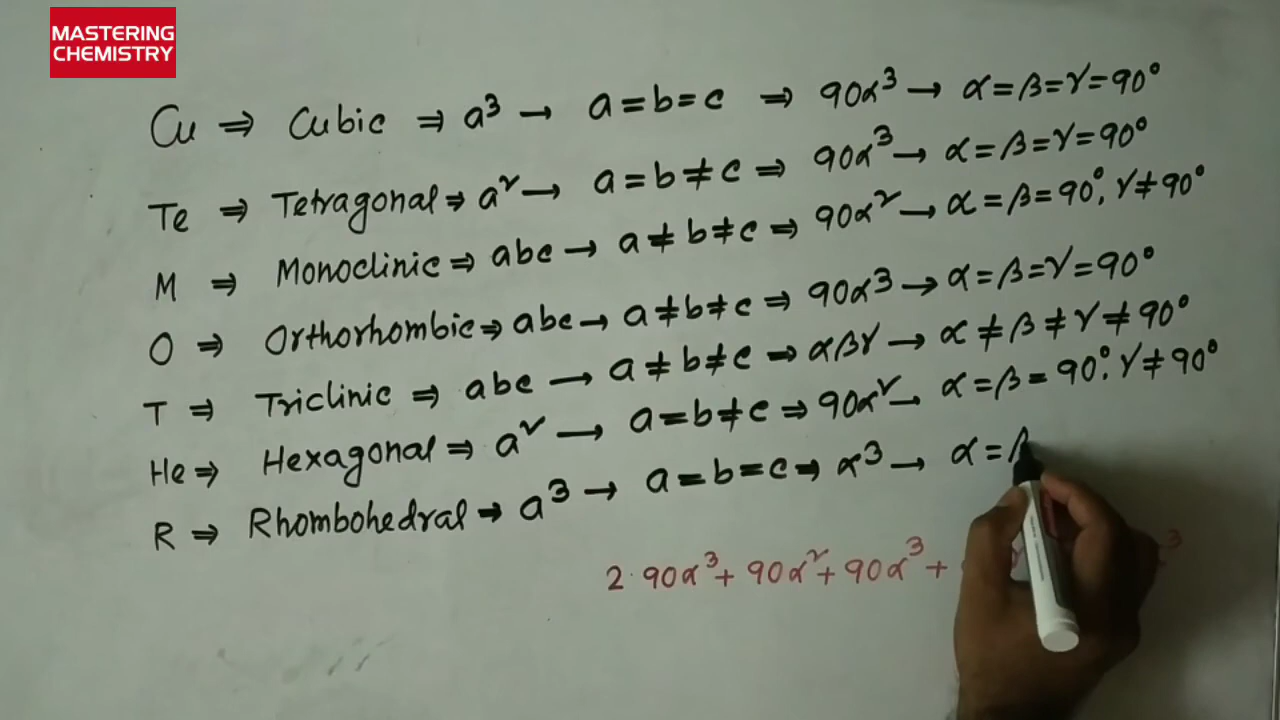 MASTERING
CHEMISTRY
Cu ⇒ Cubic ⇒ a³ → a = b = c ⇒ 90α³ → α = β = γ = 90°
Te ⇒ Tetragonal ⇒ a² → a = b ≠ c ⇒ 90α³ → α = β = γ = 90°
M ⇒ Monoclinic ⇒ abc → a ≠ b ≠ c ⇒ 90α² → α = β = 90°, γ ≠ 90°
O ⇒ Orthorhombic ⇒ abc → a ≠ b ≠ c ⇒ 90α³ → α = β = γ = 90°
T ⇒ Triclinic ⇒ abc → a ≠ b ≠ c ⇒ αβγ → α ≠ β ≠ γ ≠ 90°
He ⇒ Hexagonal ⇒ a² → a = b ≠ c ⇒ 90α² → α = β = 90°, γ ≠ 90°
R ⇒ Rhombohedral ⇒ a³ → a = b = c ⇒ α³ → α = β
2·90α³ + 90α² + 90α³ +